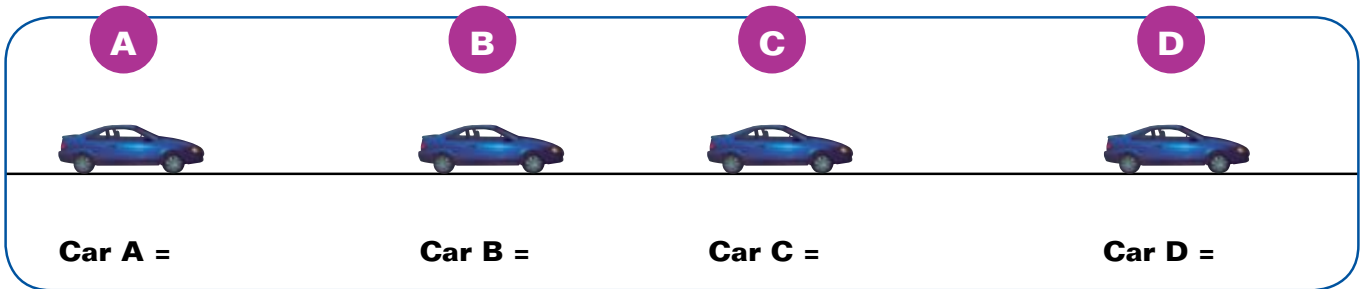 A B C D
Car A = Car B = Car C = Car D =